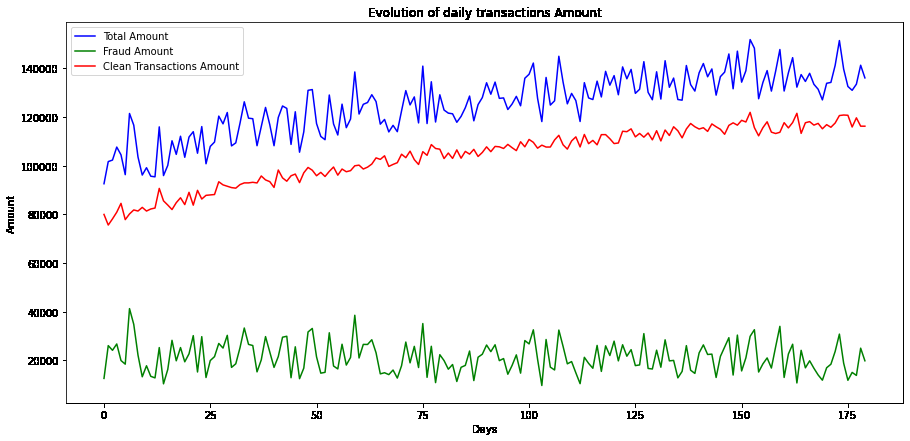 Evolution of daily transactions Amount
Total Amount
Fraud Amount
Clean Transactions Amount
Amount
140000
120000
100000
80000
60000
40000
20000
0 25 50 75 100 125 150 175
Days